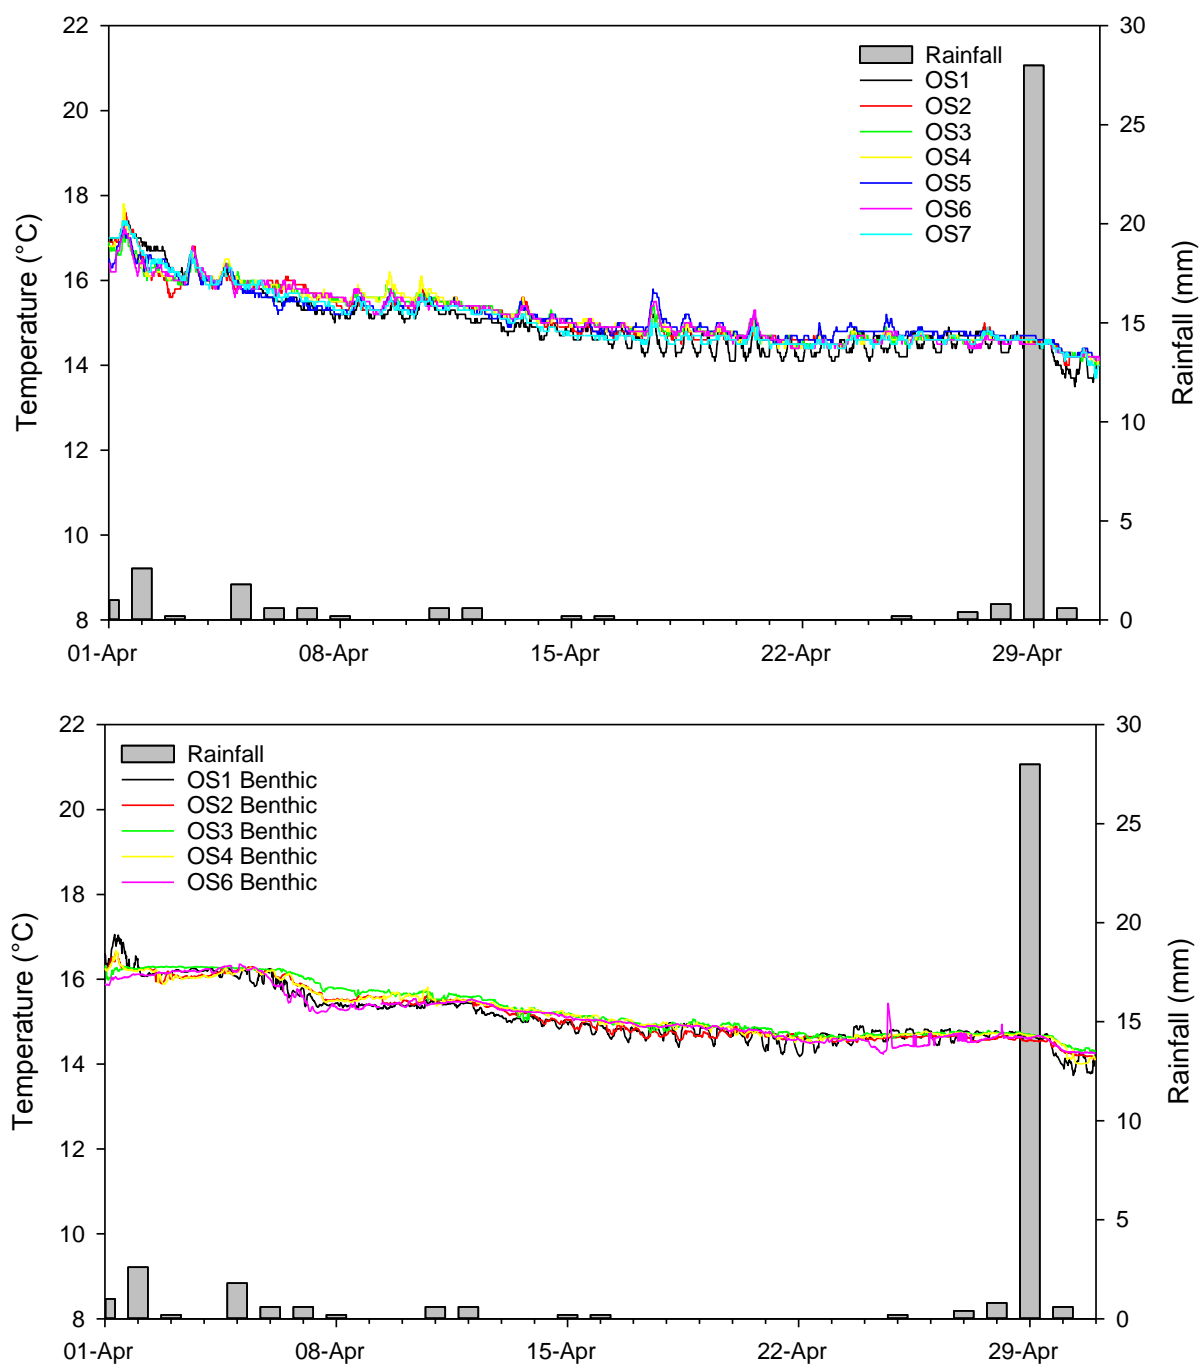 22
20
18
16
14
12
10
8
Temperature (°C)
30
25
20
15
10
5
0
Rainfall (mm)
Rainfall
OS1
OS2
OS3
OS4
OS5
OS6
OS7
01-Apr
08-Apr
15-Apr
22-Apr
29-Apr
22
20
18
16
14
12
10
8
Temperature (°C)
30
25
20
15
10
5
0
Rainfall (mm)
Rainfall
OS1 Benthic
OS2 Benthic
OS3 Benthic
OS4 Benthic
OS6 Benthic
01-Apr
08-Apr
15-Apr
22-Apr
29-Apr